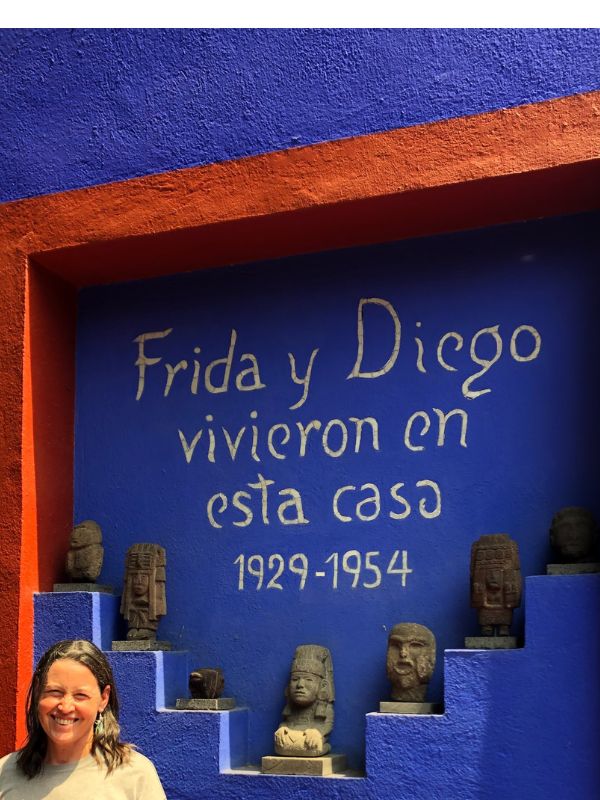 Frida y Diego
vivieron en
esta casa
1929-1954